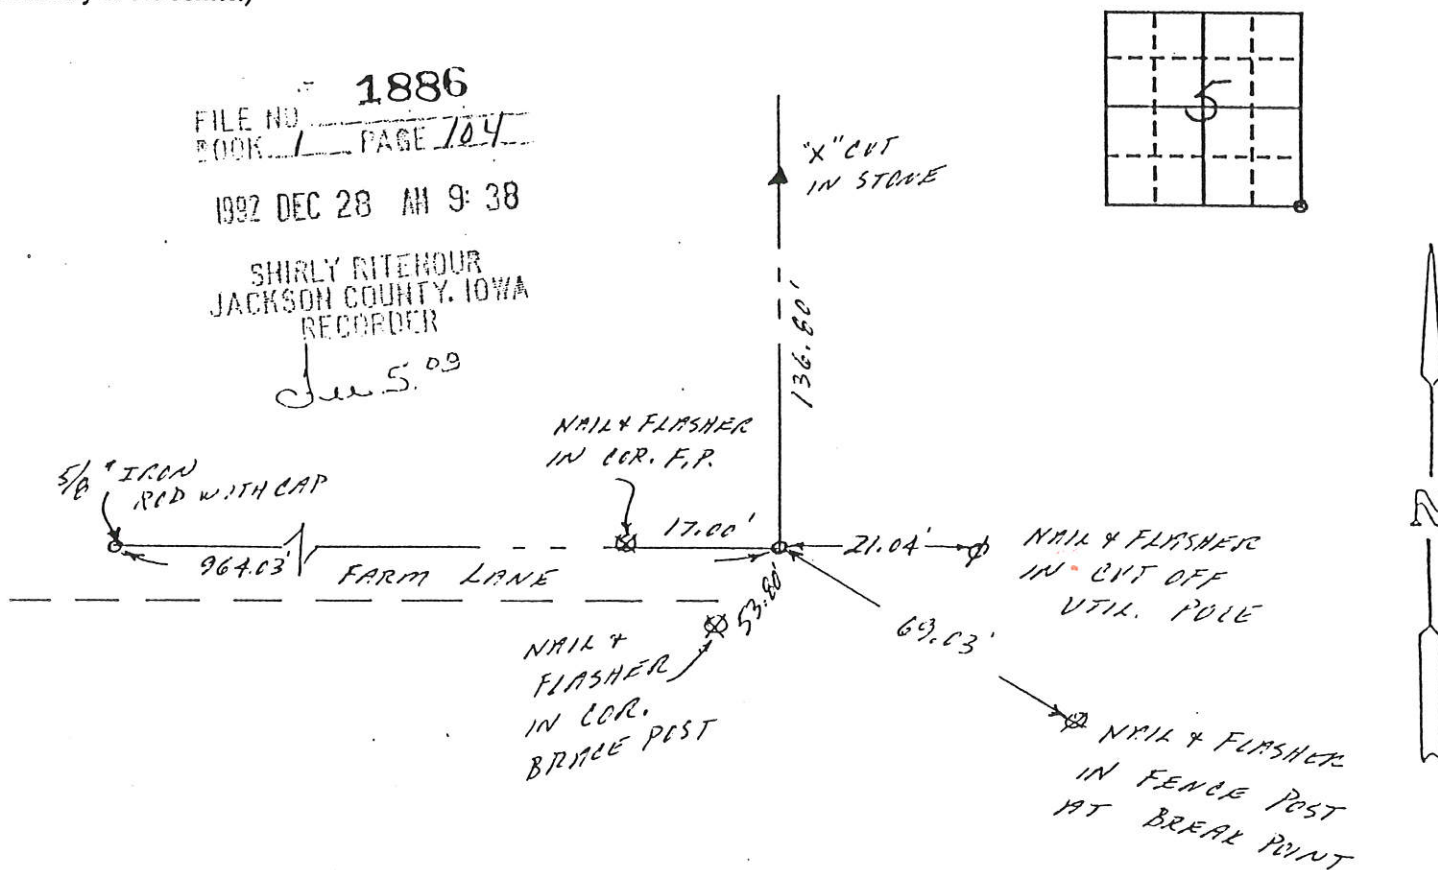 FILE NO 1886
BOOK 1 PAGE 104
1992 DEC 28 AM 9:38
SHIRLY RITENOUR
JACKSON COUNTY, IOWA
RECORDER
5.00
5
"X" CUT
IN STONE
136.80'
NAIL & FLASHER
IN COR. F.P.
5/8" IRON
ROD WITH CAP
964.03'
FARM LANE
17.00'
21.04'
NAIL & FLASHER
IN CUT OFF
UTIL. POLE
53.80'
69.03'
NAIL &
FLASHER
IN COR.
BRACE POST
NAIL & FLASHER
IN FENCE POST
AT BREAK POINT
N